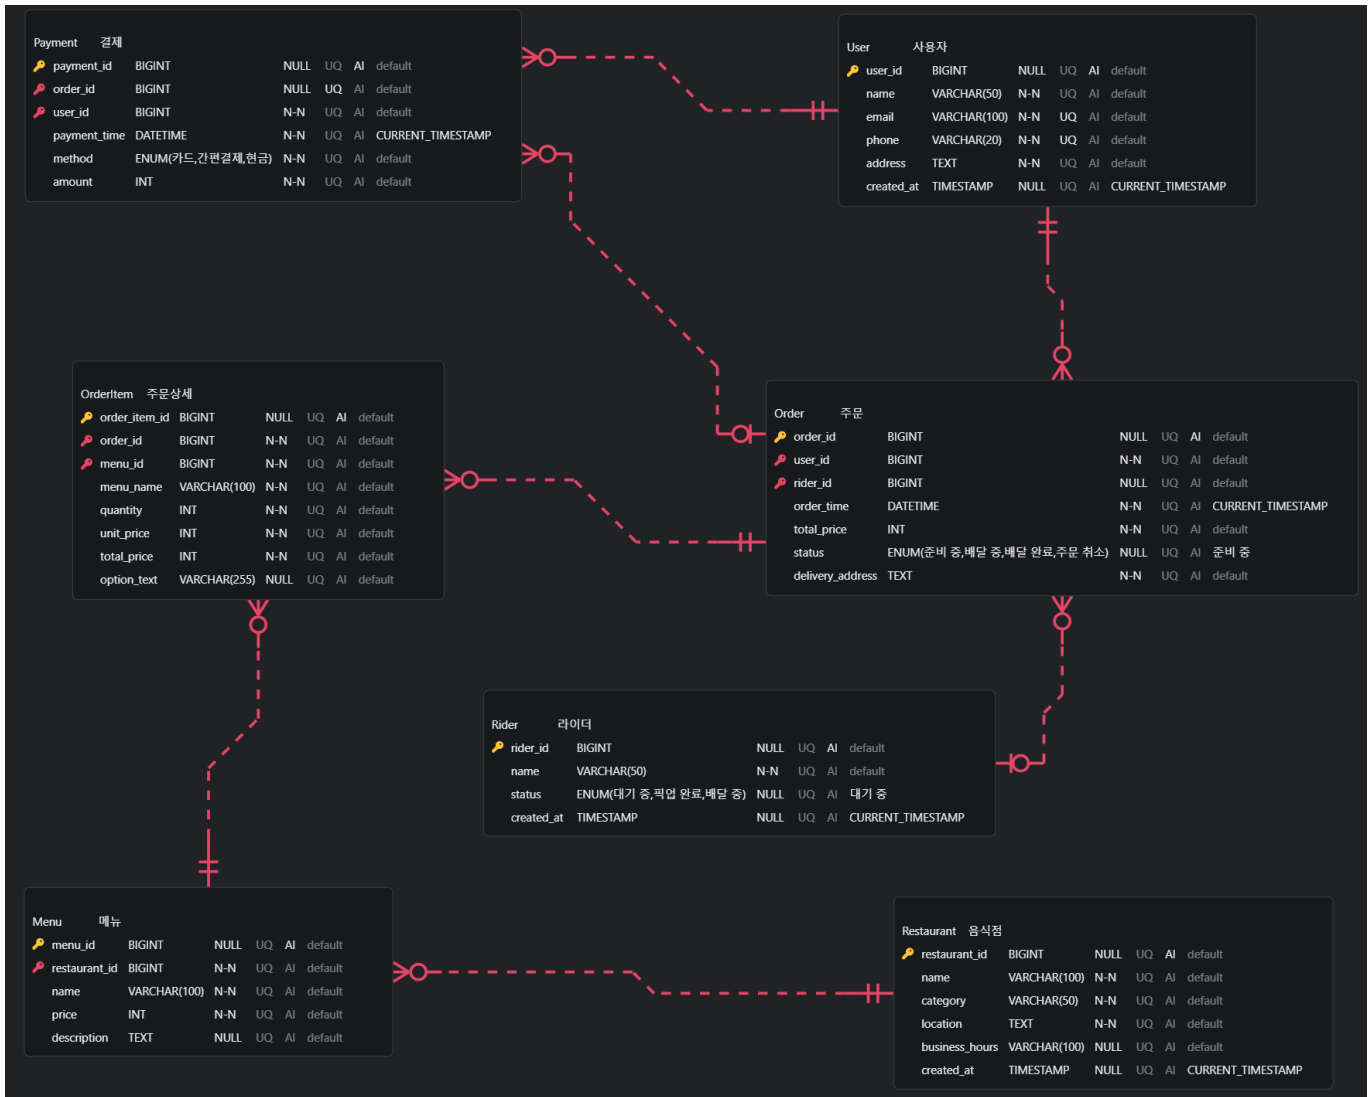 Payment 결제
payment_id BIGINT NULL UQ AI default
order_id BIGINT NULL UQ AI default
user_id BIGINT N-N UQ AI default
payment_time DATETIME N-N UQ AI CURRENT_TIMESTAMP
method ENUM(카드,간편결제,현금) N-N UQ AI default
amount INT N-N UQ AI default
User 사용자
user_id BIGINT NULL UQ AI default
name VARCHAR(50) N-N UQ AI default
email VARCHAR(100) N-N UQ AI default
phone VARCHAR(20) N-N UQ AI default
address TEXT N-N UQ AI default
created_at TIMESTAMP NULL UQ AI CURRENT_TIMESTAMP
OrderItem 주문상세
order_item_id BIGINT NULL UQ AI default
order_id BIGINT N-N UQ AI default
menu_id BIGINT N-N UQ AI default
menu_name VARCHAR(100) N-N UQ AI default
quantity INT N-N UQ AI default
unit_price INT N-N UQ AI default
total_price INT N-N UQ AI default
option_text VARCHAR(255) NULL UQ AI default
Order 주문
order_id BIGINT NULL UQ AI default
user_id BIGINT N-N UQ AI default
rider_id BIGINT NULL UQ AI default
order_time DATETIME N-N UQ AI CURRENT_TIMESTAMP
total_price INT N-N UQ AI default
status ENUM(준비 중,배달 중,배달 완료,주문 취소) NULL UQ AI 준비 중
delivery_address TEXT N-N UQ AI default
Rider 라이더
rider_id BIGINT NULL UQ AI default
name VARCHAR(50) N-N UQ AI default
status ENUM(대기 중,픽업 완료,배달 중) NULL UQ AI 대기 중
created_at TIMESTAMP NULL UQ AI CURRENT_TIMESTAMP
Menu 메뉴
menu_id BIGINT NULL UQ AI default
restaurant_id BIGINT N-N UQ AI default
name VARCHAR(100) N-N UQ AI default
price INT N-N UQ AI default
description TEXT NULL UQ AI default
Restaurant 음식점
restaurant_id BIGINT NULL UQ AI default
name VARCHAR(100) N-N UQ AI default
category VARCHAR(50) N-N UQ AI default
location TEXT N-N UQ AI default
business_hours VARCHAR(100) NULL UQ AI default
created_at TIMESTAMP NULL UQ AI CURRENT_TIMESTAMP